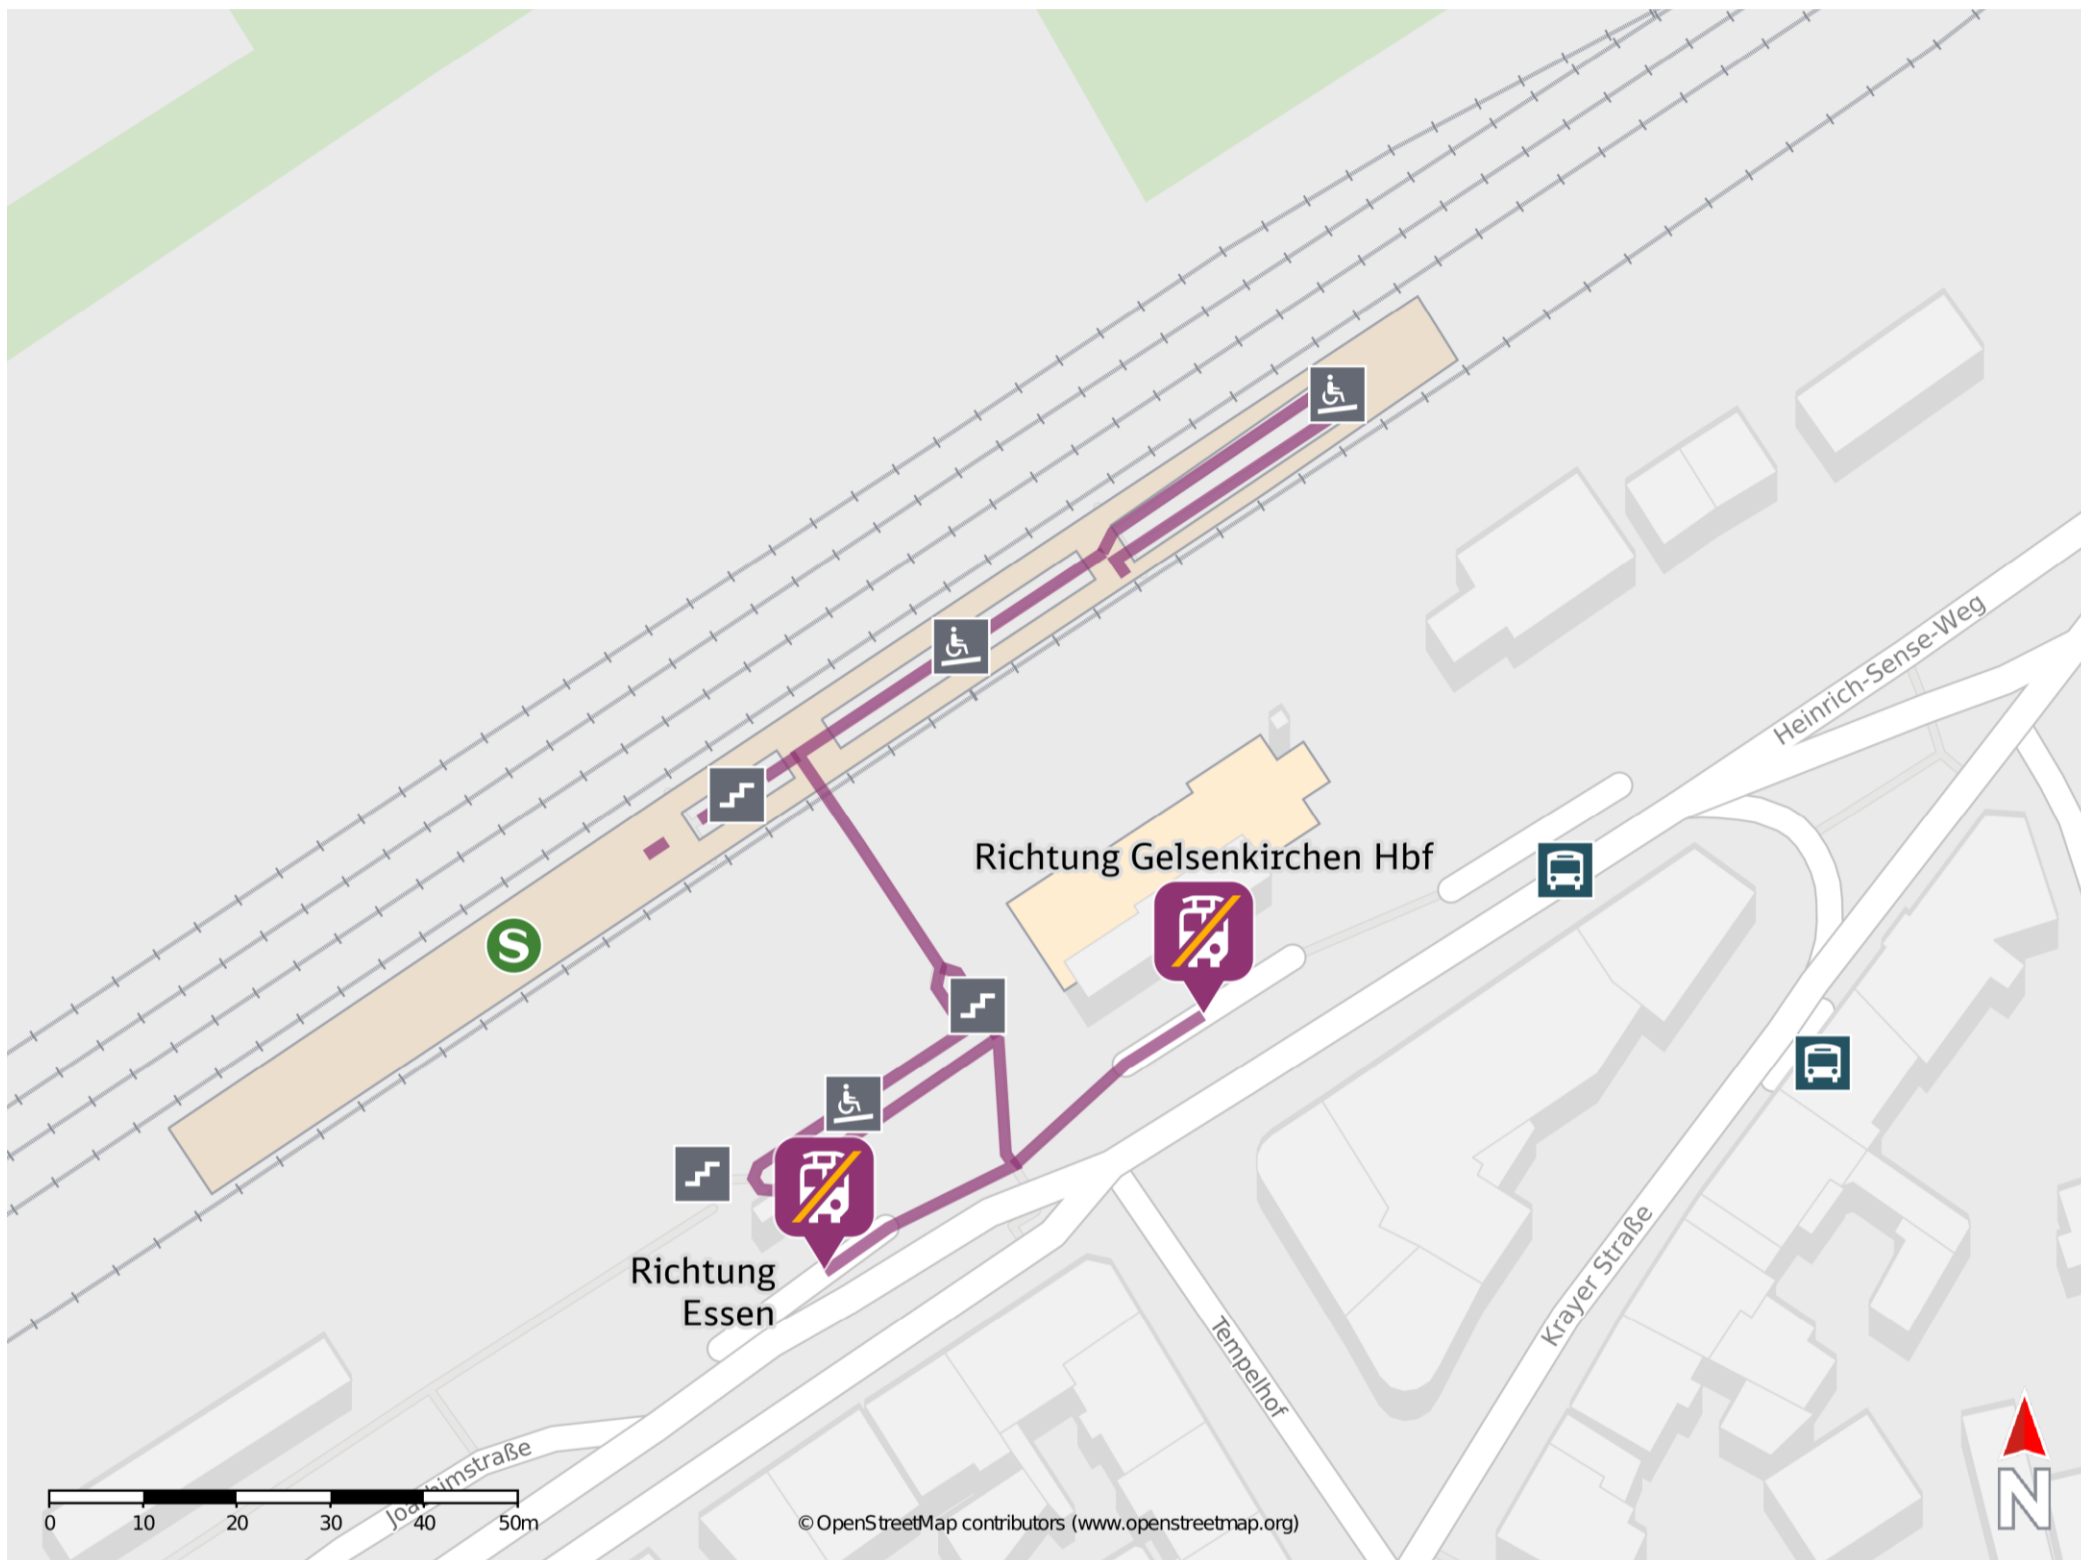 Heinrich-Sense-Weg
Richtung Gelsenkirchen Hbf
S
Richtung
Essen
Krayer Straße
Tempelhof
Joachimstraße
0 10 20 30 40 50m
© OpenStreetMap contributors (www.openstreetmap.org)
N